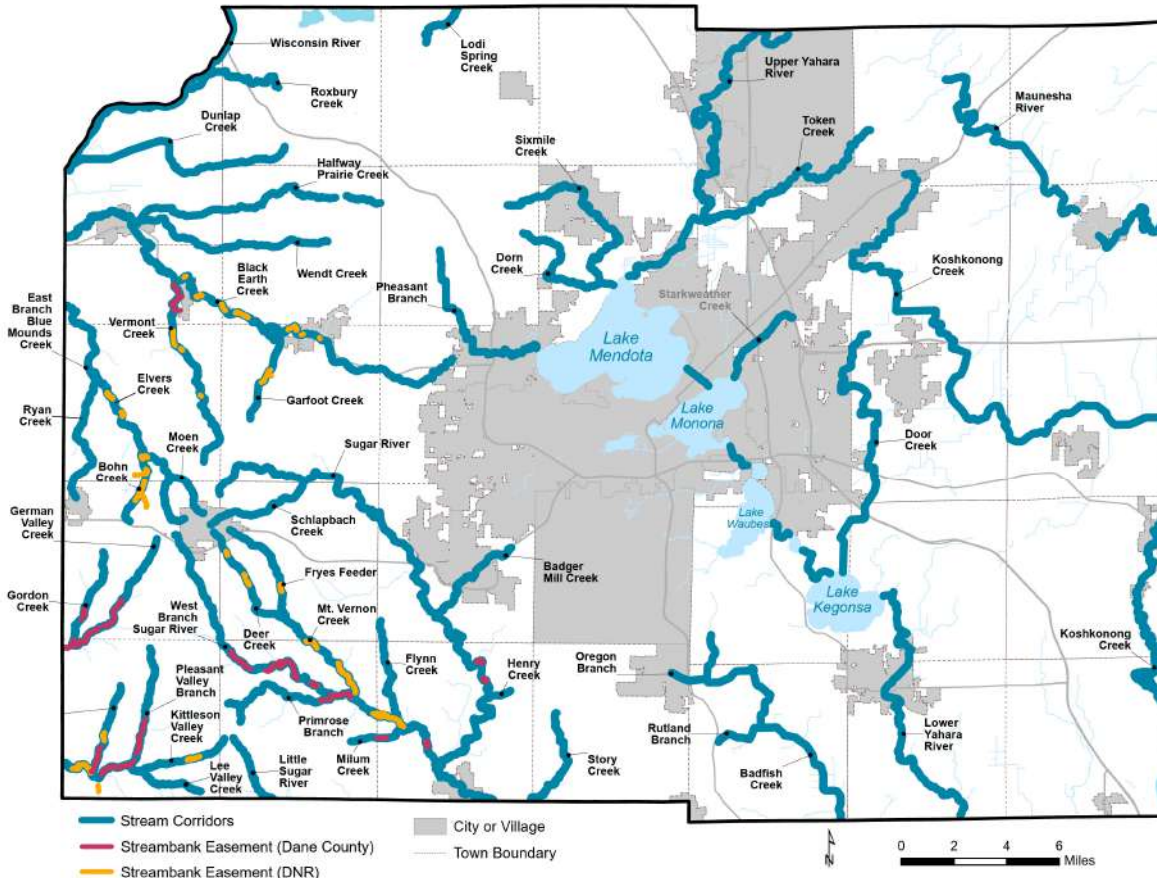 Wisconsin River
Lodi
Spring
Creek
Upper Yahara
River
Roxbury
Creek
Maunesha
River
Dunlap
Creek
Token
Creek
Sixmile
Creek
Halfway
Prairie Creek
Wendt Creek
Dorn
Creek
Black
Earth
Creek
Pheasant
Branch
Koshkonong
Creek
East
Branch
Blue
Mounds
Creek
Vermont
Creek
Starkweather
Creek
Lake
Mendota
Elvers
Creek
Garfoot Creek
Ryan
Creek
Lake
Monona
Moen
Creek
Sugar River
Door
Creek
Bohn
Creek
German
Valley
Creek
Schlapbach
Creek
Lake
Waubesa
Badger
Mill Creek
Fryes Feeder
Gordon
Creek
West
Branch
Sugar River
Deer
Creek
Mt. Vernon
Creek
Lake
Kegonsa
Flynn
Creek
Henry
Creek
Oregon
Branch
Koshkonong
Creek
Pleasant
Valley
Branch
Kittleson
Valley
Creek
Primrose
Branch
Milum
Creek
Rutland
Branch
Lower
Yahara
River
Lee
Valley
Creek
Little
Sugar
River
Story
Creek
Badfish
Creek
Stream Corridors
Streambank Easement (Dane County)
Streambank Easement (DNR)
City or Village
Town Boundary
N
0 2 4 6
Miles